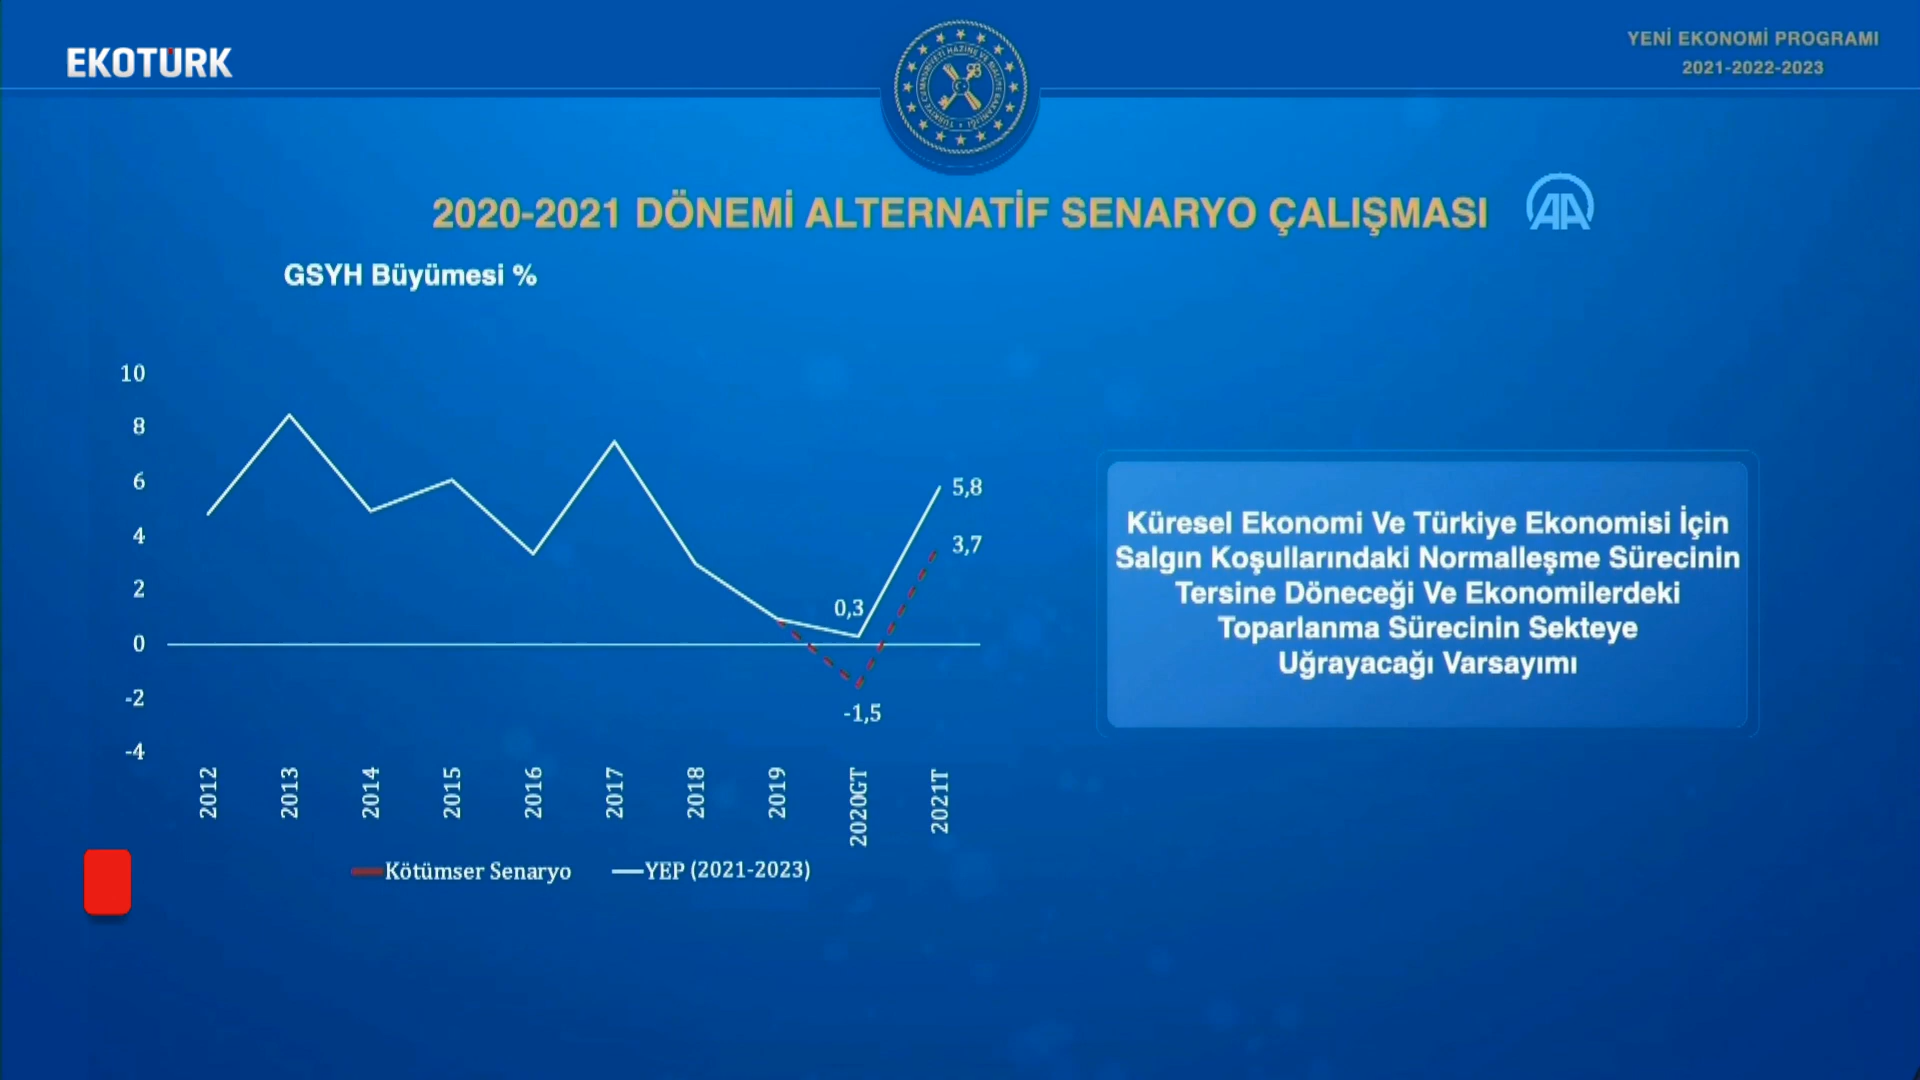 EKOTÜRK
YENİ EKONOMİ PROGRAMI
2021-2022-2023
2020-2021 DÖNEMİ ALTERNATİF SENARYO ÇALIŞMASI
AA
GSYH Büyümesi %
10
8
6
4
2
0
-2
-4
5,8
3,7
0,3
-1,5
2012
2013
2014
2015
2016
2017
2018
2019
2020GT
2021T
Kötümser Senaryo
YEP (2021-2023)
Küresel Ekonomi Ve Türkiye Ekonomisi İçin
Salgın Koşullarındaki Normalleşme Sürecinin
Tersine Döneceği Ve Ekonomilerdeki
Toparlanma Sürecinin Sekteye
Uğrayacağı Varsayımı